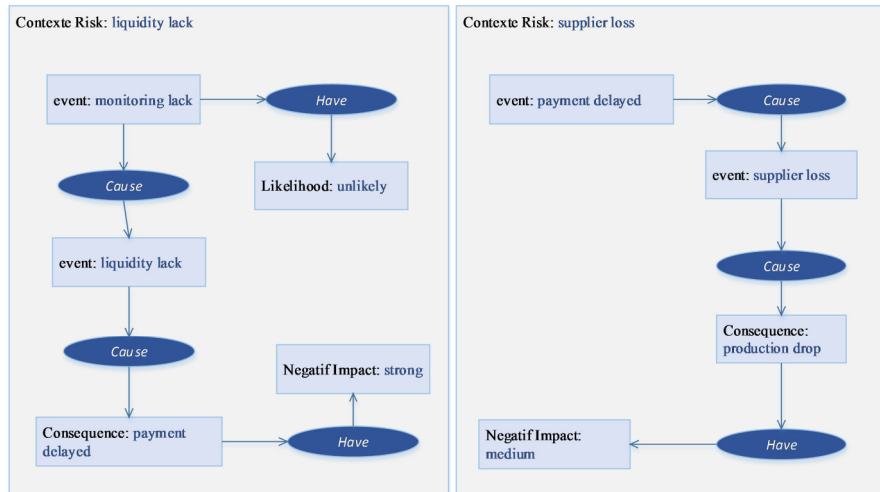 Contexte Risk: liquidity lack
event: monitoring lack
Have
Likelihood: unlikely
Cause
event: liquidity lack
Cause
Negatif Impact: strong
Consequence: payment
delayed
Have
Contexte Risk: supplier loss
event: payment delayed
Cause
event: supplier loss
Cause
Consequence:
production drop
Have
Negatif Impact:
medium